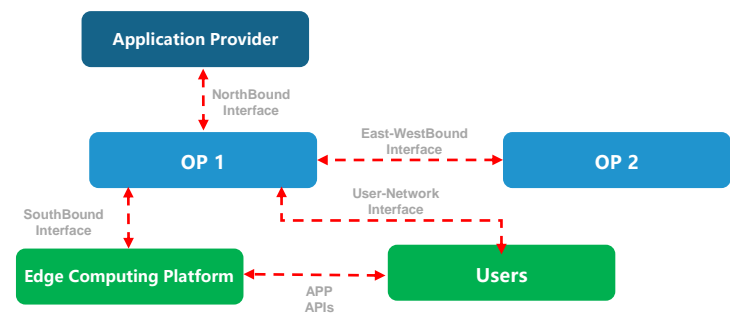 Application Provider
NorthBound
Interface
East-WestBound
Interface
OP 1
OP 2
User-Network
Interface
SouthBound
Interface
Edge Computing Platform
Users
APP
APIs